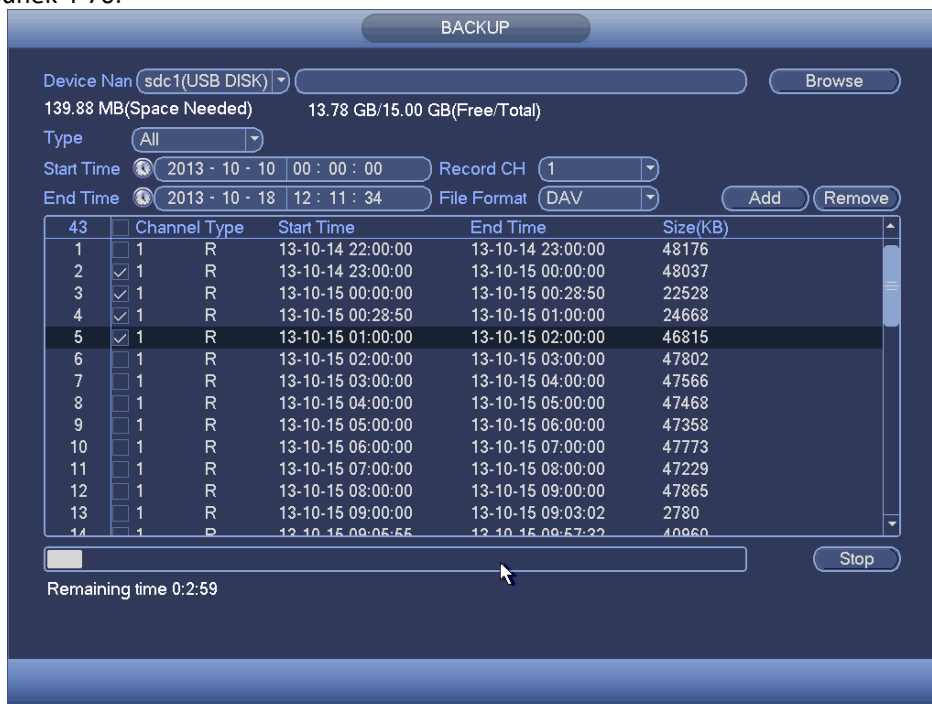 BACKUP
Device Nan sdc1(USB DISK) Browse
139.88 MB(Space Needed) 13.78 GB/15.00 GB(Free/Total)
Type All
Start Time 2013 - 10 - 10 00 : 00 : 00 Record CH 1
End Time 2013 - 10 - 18 12 : 11 : 34 File Format DAV Add Remove
43 Channel Type Start Time End Time Size(KB)
1 1 R 13-10-14 22:00:00 13-10-14 23:00:00 48176
2 1 R 13-10-14 23:00:00 13-10-15 00:00:00 48037
3 1 R 13-10-15 00:00:00 13-10-15 00:28:50 22528
4 1 R 13-10-15 00:28:50 13-10-15 01:00:00 24668
5 1 R 13-10-15 01:00:00 13-10-15 02:00:00 46815
6 1 R 13-10-15 02:00:00 13-10-15 03:00:00 47802
7 1 R 13-10-15 03:00:00 13-10-15 04:00:00 47566
8 1 R 13-10-15 04:00:00 13-10-15 05:00:00 47468
9 1 R 13-10-15 05:00:00 13-10-15 06:00:00 47358
10 1 R 13-10-15 06:00:00 13-10-15 07:00:00 47773
11 1 R 13-10-15 07:00:00 13-10-15 08:00:00 47229
12 1 R 13-10-15 08:00:00 13-10-15 09:00:00 47865
13 1 R 13-10-15 09:00:00 13-10-15 09:03:02 2780
14 1 R 13-10-15 09:57:32 40960
Stop
Remaining time 0:2:59